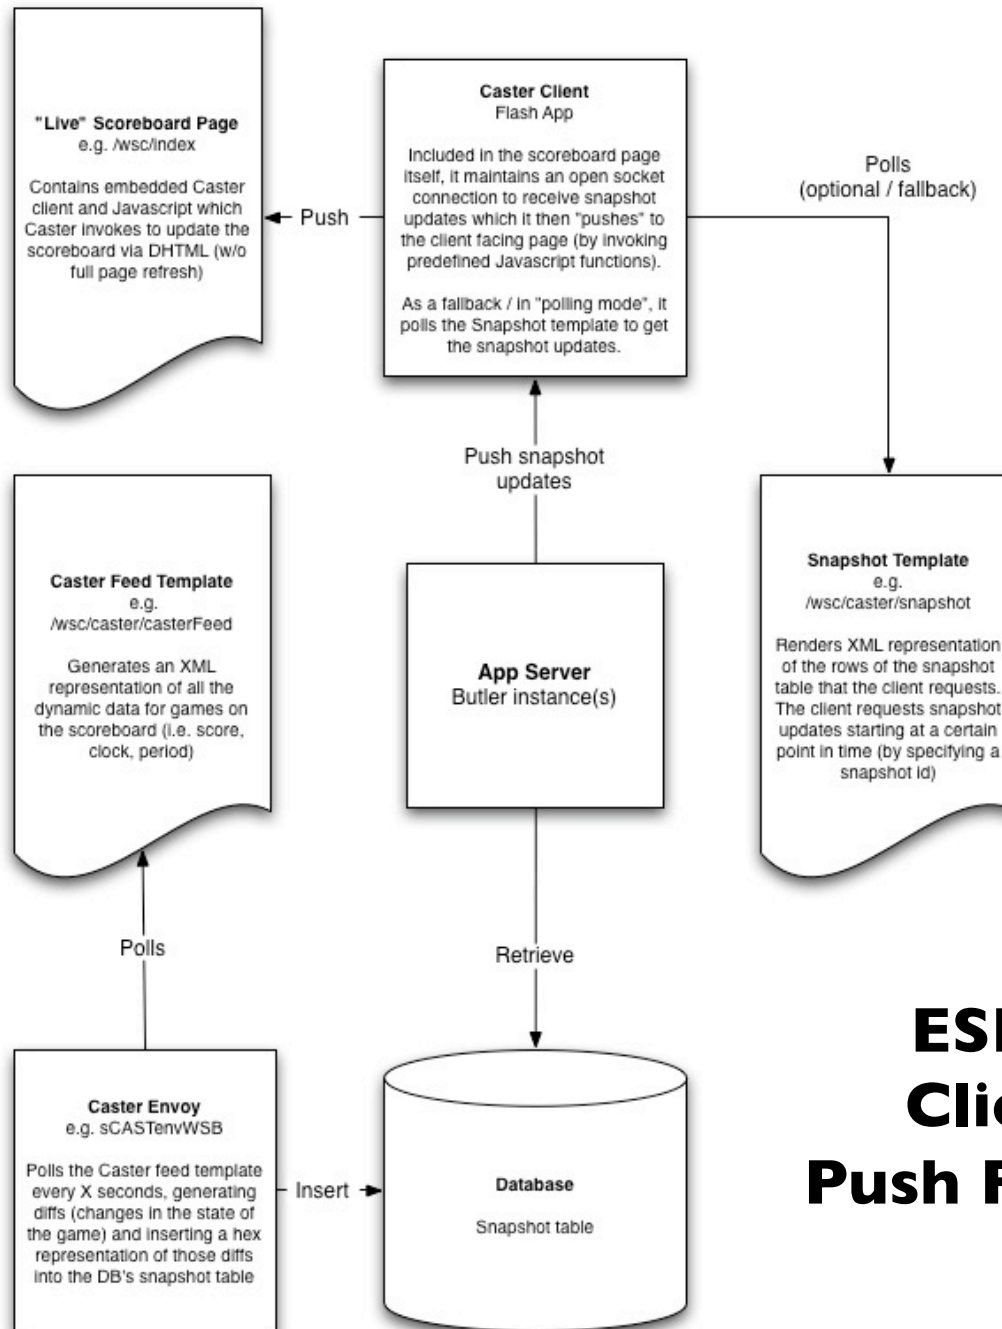 "Live" Scoreboard Page
e.g. /wsc/index
Contains embedded Caster
client and Javascript which
Caster invokes to update the
scoreboard via DHTML (w/o
full page refresh)
Push
Caster Client
Flash App
Included in the scoreboard page
itself, it maintains an open socket
connection to receive snapshot
updates which it then "pushes" to
the client facing page (by invoking
predefined Javascript functions).
As a fallback / in "polling mode", it
polls the Snapshot template to get
the snapshot updates.
Polls
(optional / fallback)
Push snapshot
updates
Caster Feed Template
e.g.
/wsc/caster/casterFeed
Generates an XML
representation of all the
dynamic data for games on
the scoreboard (i.e. score,
clock, period)
App Server
Butler instance(s)
Snapshot Template
e.g.
/wsc/caster/snapshot
Renders XML representation
of the rows of the snapshot
table that the client requests.
The client requests snapshot
updates starting at a certain
point in time (by specifying a
snapshot id)
Polls
Retrieve
Caster Envoy
e.g. sCASTenvWSB
Polls the Caster feed template
every X seconds, generating
diffs (changes in the state of
the game) and inserting a hex
representation of those diffs
into the DB's snapshot table
Insert
Database
Snapshot table
Push